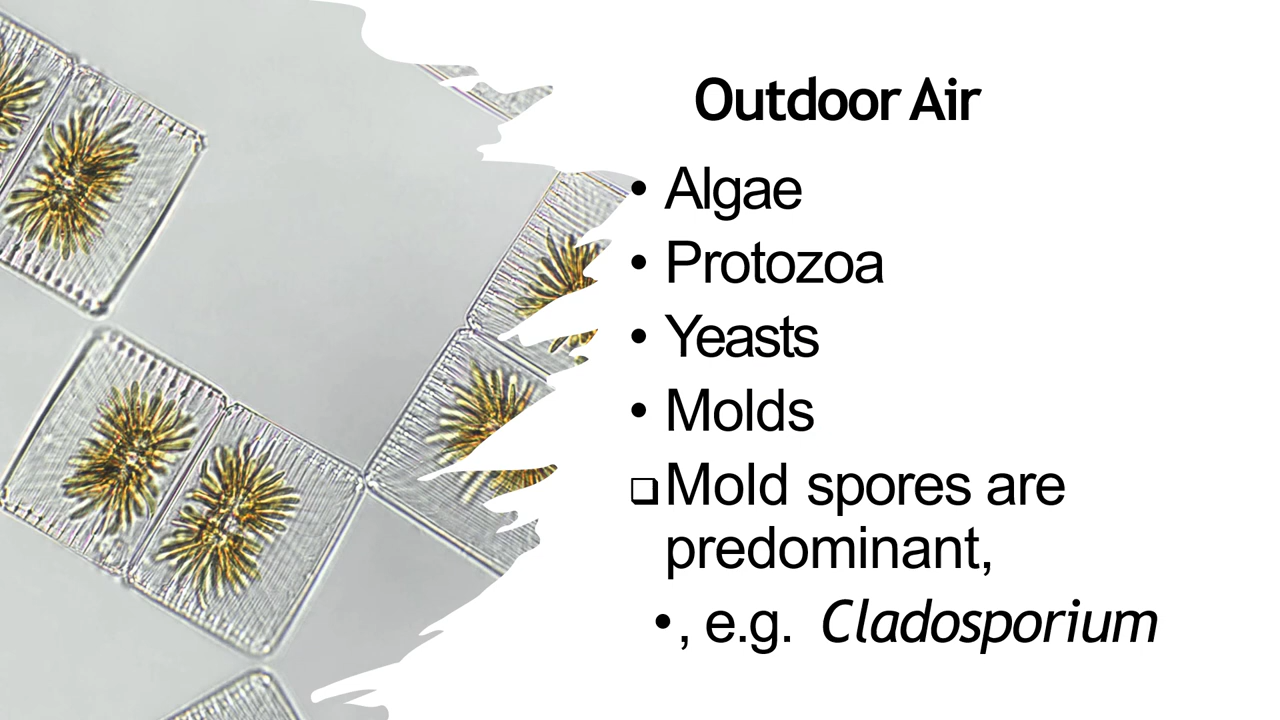 Outdoor Air
• Algae
• Protozoa
• Yeasts
• Molds
❑ Mold spores are
predominant,
• , e.g. Cladosporium